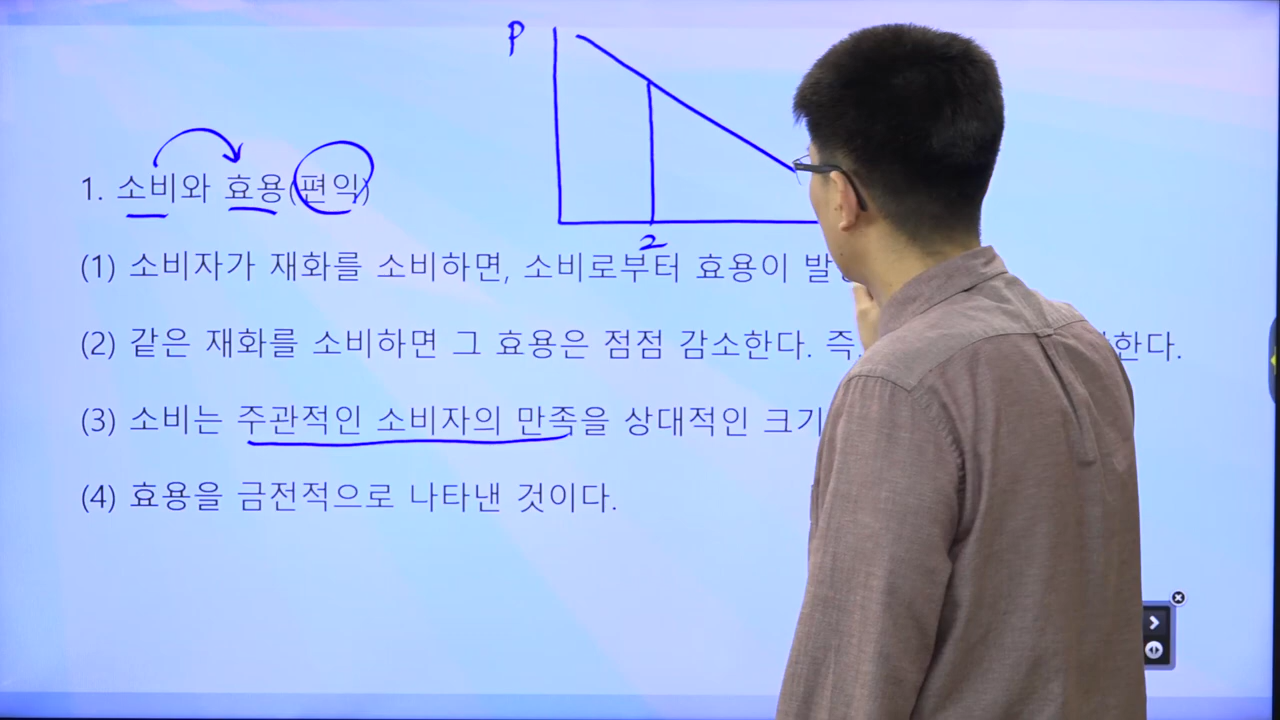 P
1. 소비와 효용(편익)
2
(1) 소비자가 재화를 소비하면, 소비로부터 효용이
(2) 같은 재화를 소비하면 그 효용은 점점 감소한다. 즉.
(3) 소비는 주관적인 소비자의 만족을 상대적인 크기
(4) 효용을 금전적으로 나타낸 것이다.